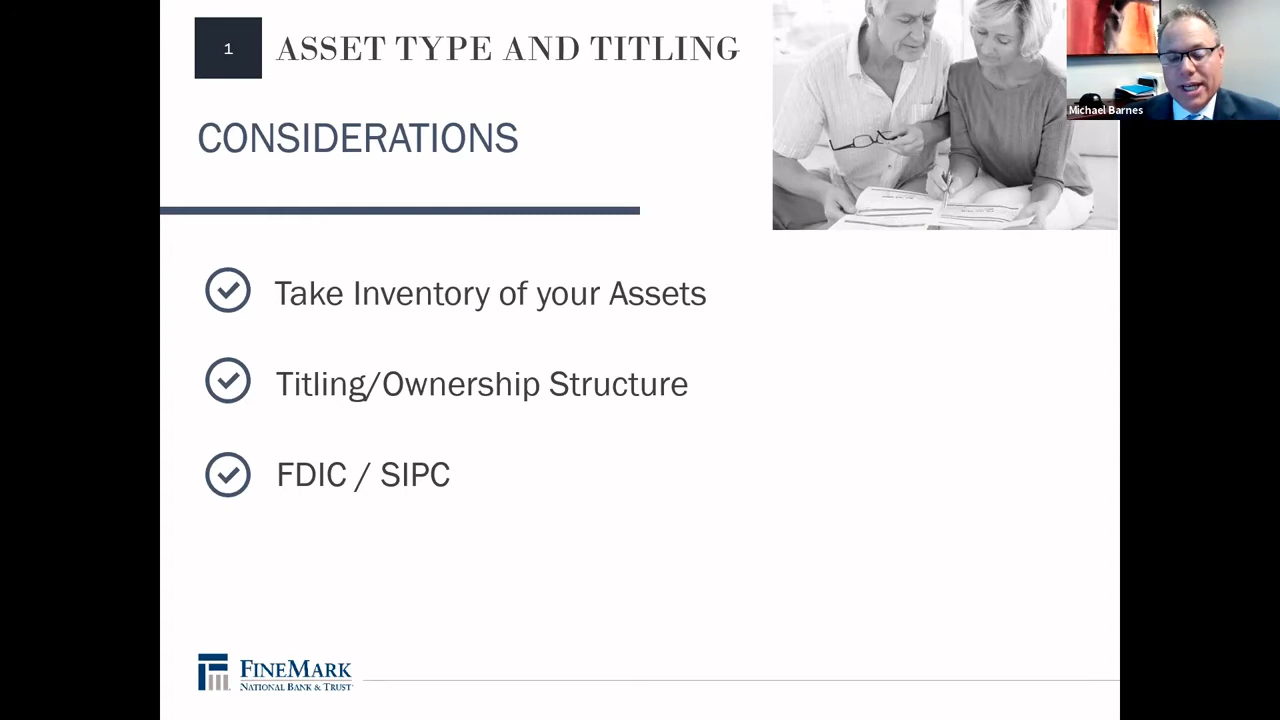 1
ASSET TYPE AND TITLING
CONSIDERATIONS
Michael Barnes
Take Inventory of your Assets
Titling/Ownership Structure
FDIC / SIPC
FINEMARK
NATIONAL BANK & TRUST